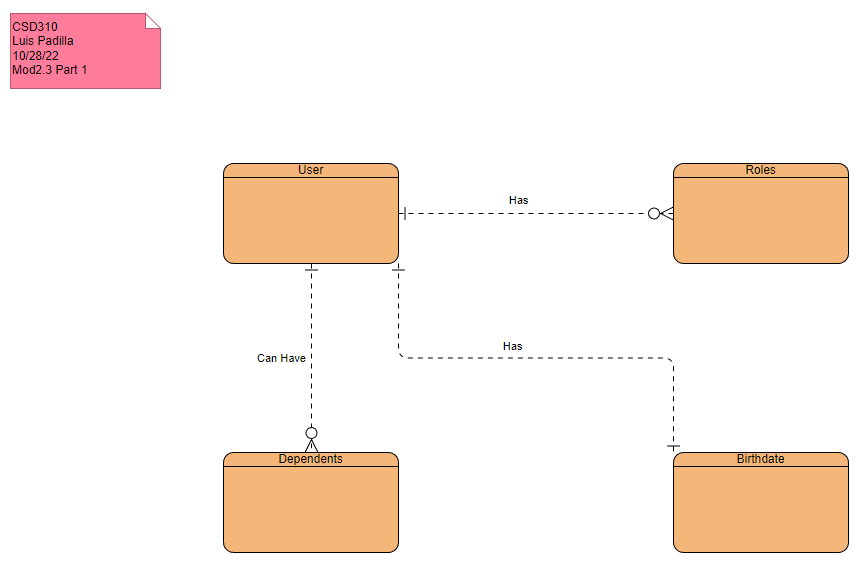 CSD310
Luis Padilla
10/28/22
Mod2.3 Part 1
User
Roles
Has
Has
Can Have
Dependents
Birthdate